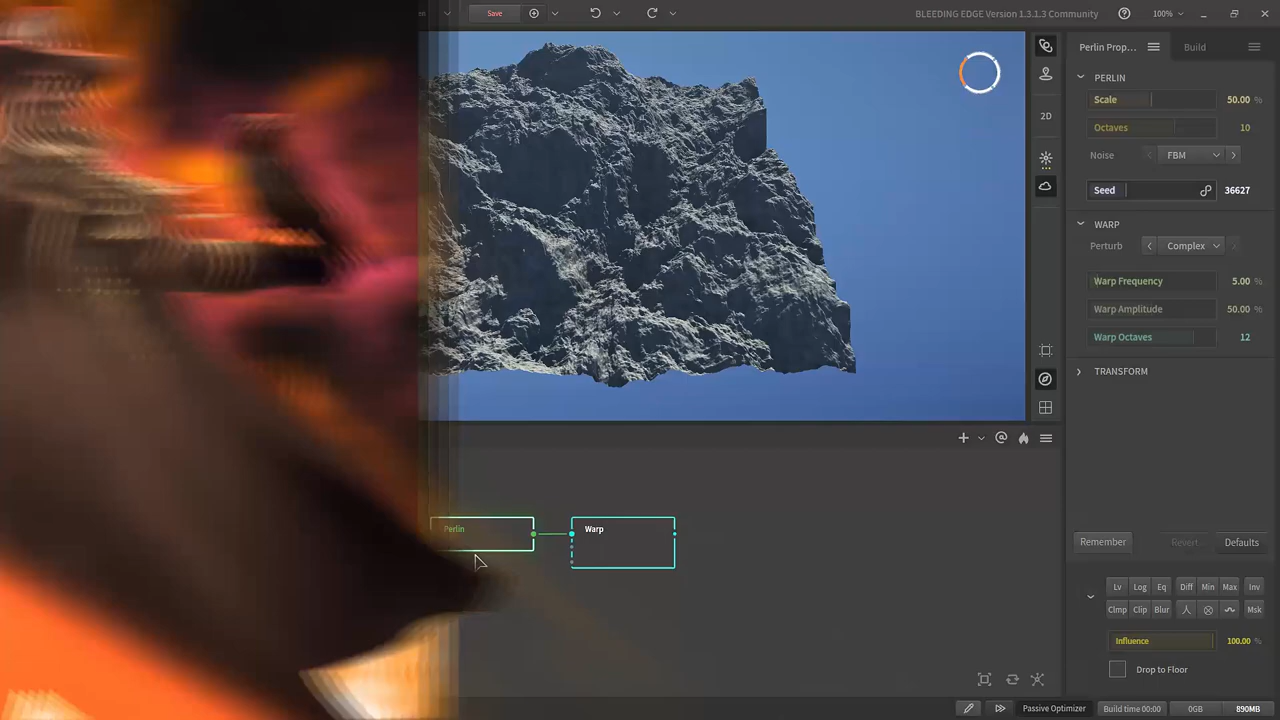 Save
BLEEDING EDGE Version 1.3.1.3 Community
100%
Perlin Prop...
Build
2D
PERLIN
Scale 50.00 %
Octaves 10
Noise FBM
Seed 36627
WARP
Perturb Complex
Warp Frequency 5.00 %
Warp Amplitude 50.00 %
Warp Octaves 12
TRANSFORM
Perlin
Warp
Remember Revert Defaults
Lv Log Eq Diff Min Max Inv
Clmp Clip Blur Msk
Influence 100.00 %
Drop to Floor
Passive Optimizer Build time 00:00 0GB 890MB